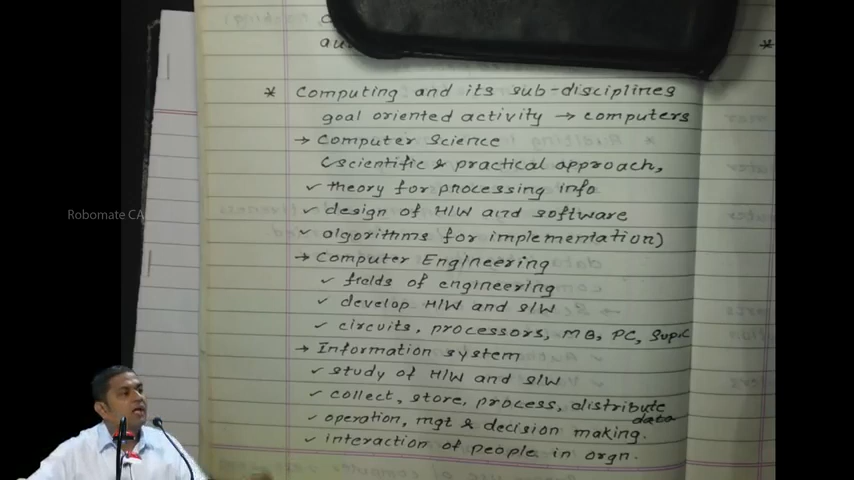 au
* Computing and its sub-disciplines
goal oriented activity → computers
→ Computer Science
(scientific & practical approach,
✓ theory for processing info
Robomate CA
✓ design of H/W and software
✓ algorithms for implementation)
→ Computer Engineering
✓ fields of engineering
✓ develop H/W and S/W
✓ circuits, processors, MB, PC, SupC
→ Information system
✓ study of H/W and S/W
✓ collect, store, process, distribute
data
✓ operation, mgt & decision making.
✓ interaction of people in orgn.